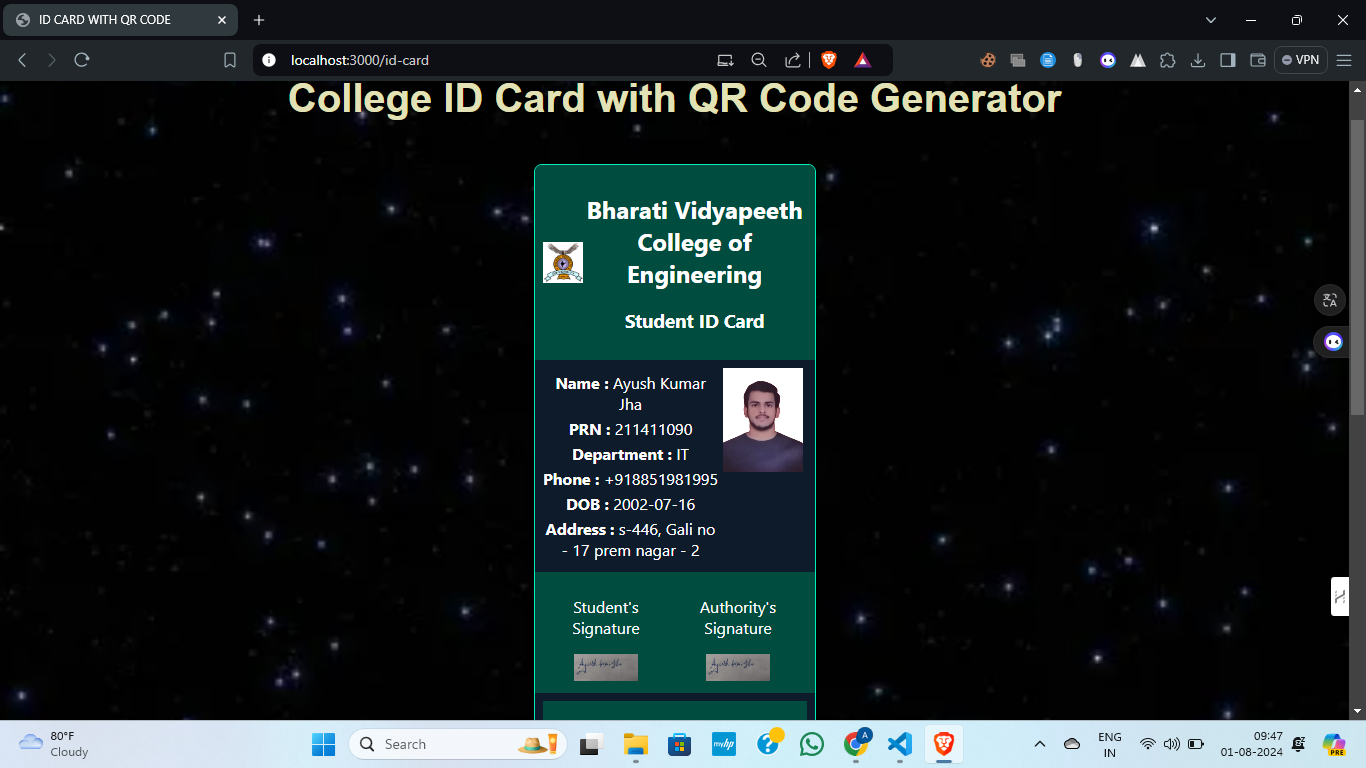 ID CARD WITH QR CODE
localhost:3000/id-card
VPN
College ID Card with QR Code Generator
Bharati Vidyapeeth
College of
Engineering
Student ID Card
Name : Ayush Kumar
Jha
PRN : 211411090
Department : IT
Phone : +918851981995
DOB : 2002-07-16
Address : s-446, Gali no
- 17 prem nagar - 2
Student's
Signature
Authority's
Signature
80°F
Cloudy
Search
myhp
A
ENG
IN
09:47
01-08-2024
PRE